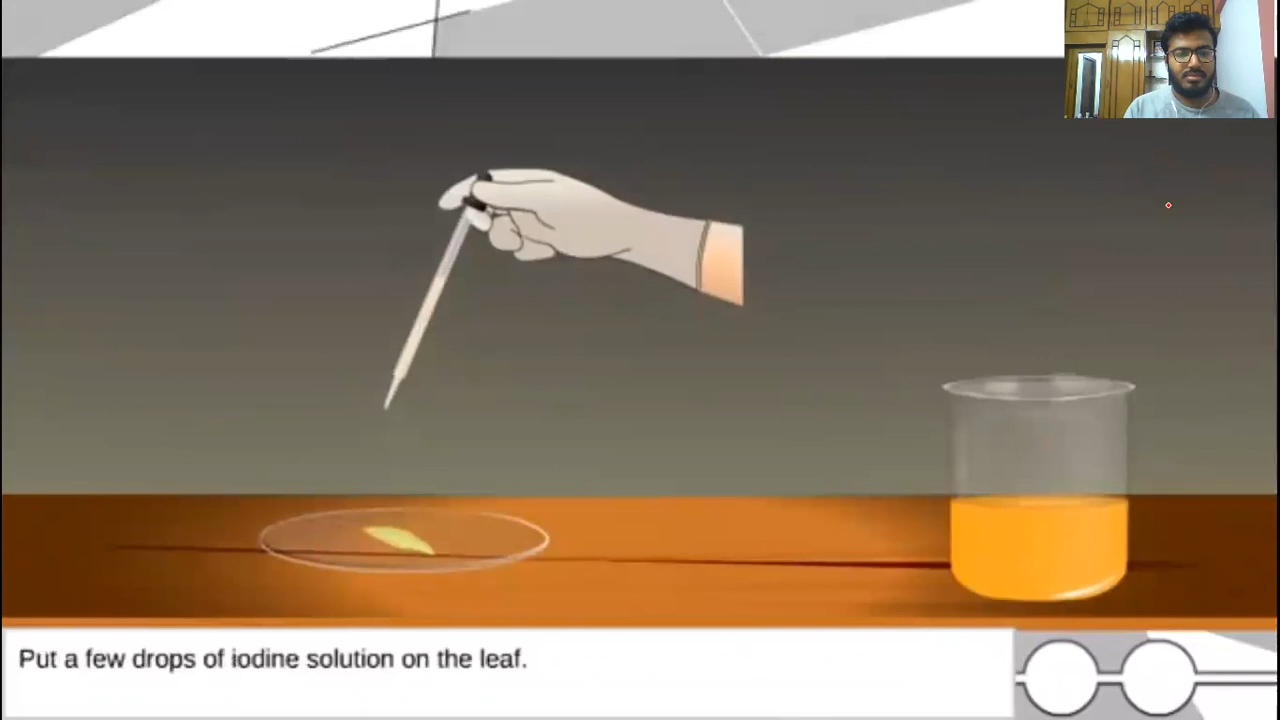 Put a few drops of iodine solution on the leaf.